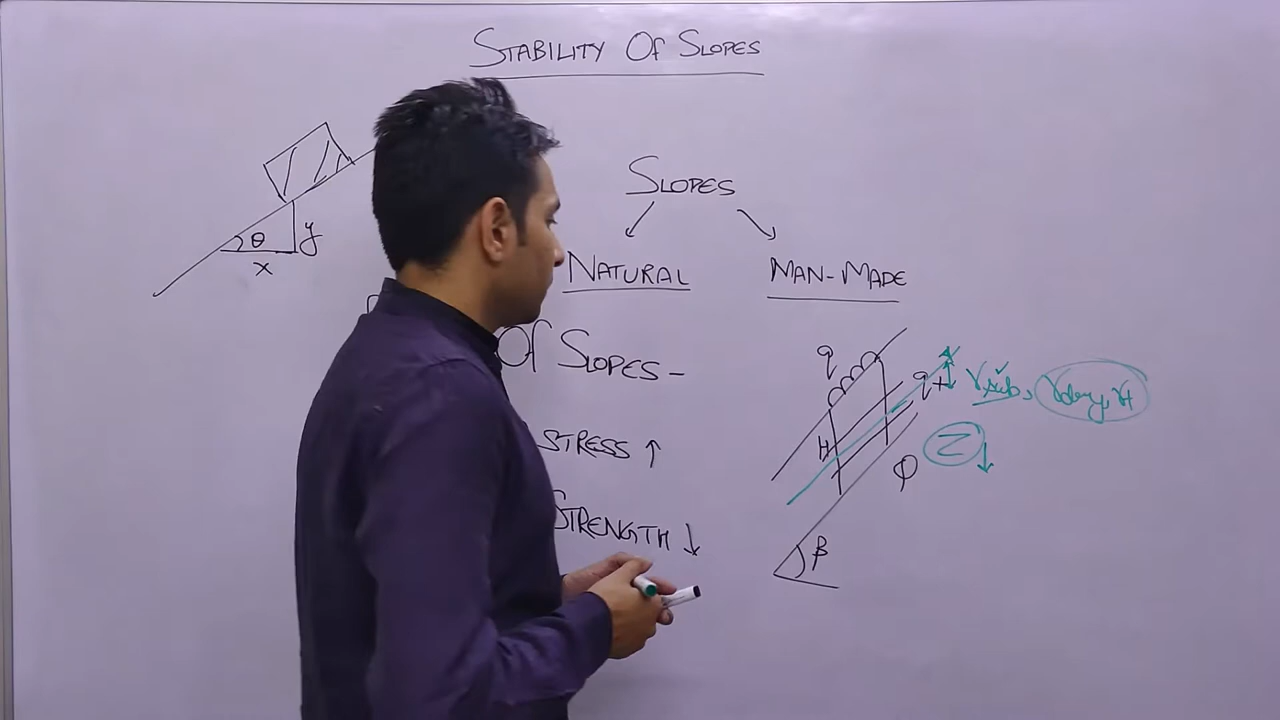 STABILITY OF SLOPES
SLOPES
NATURAL
MAN-MADE
θ
y
x
OF SLOPES-
STRESS ↑
STRENGTH ↓
q
H
γsub, γdry, γt
φ
β